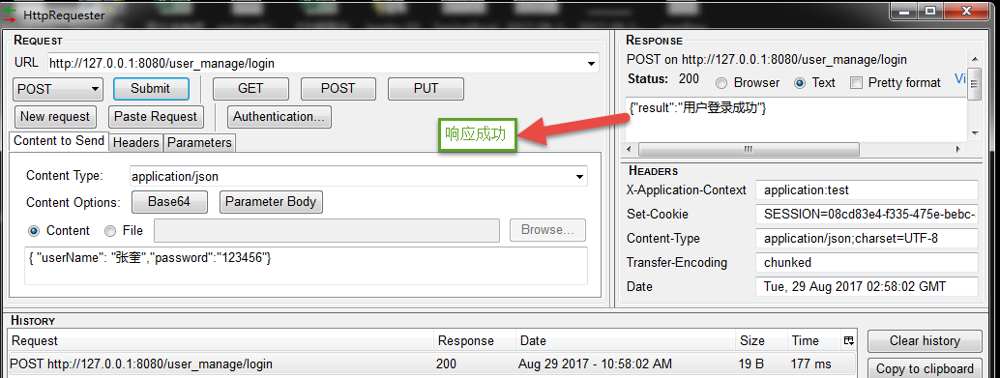 HttpRequester
REQUEST
URL http://127.0.0.1:8080/user_manage/login
POST Submit GET POST PUT
New request Paste Request Authentication...
Content to Send Headers Parameters
Content Type: application/json
Content Options: Base64 Parameter Body
Content File Browse...
{ "userName": "张奎","password":"123456"}
响应成功
RESPONSE
POST on http://127.0.0.1:8080/user_manage/login
Status: 200 Browser Text Pretty format Vi
{"result":"用户登录成功"}
HEADERS
X-Application-Context application:test
Set-Cookie SESSION=08cd83e4-f335-475e-bebc-
Content-Type application/json;charset=UTF-8
Transfer-Encoding chunked
Date Tue, 29 Aug 2017 02:58:02 GMT
HISTORY
Request Response Date Size Time
POST http://127.0.0.1:8080/user_manage/login 200 Aug 29 2017 - 10:58:02 AM 19 B 177 ms
Clear history
Copy to clipboard